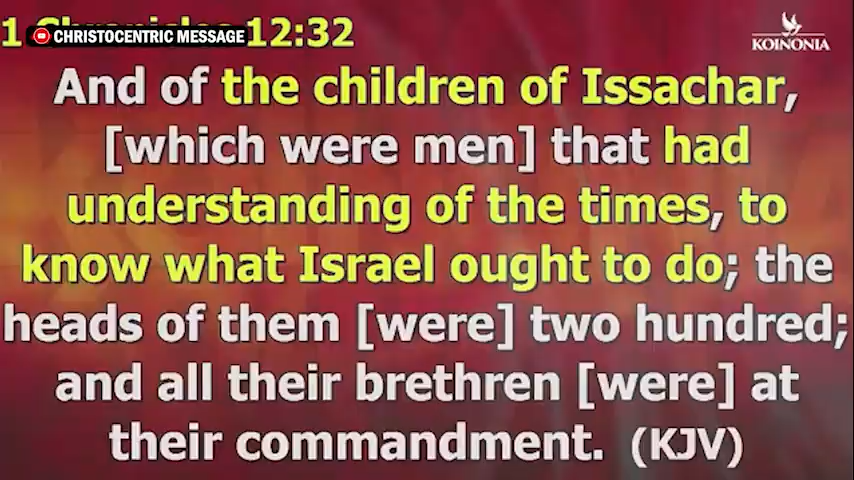 1 Chronicles 12:32
CHRISTOCENTRIC MESSAGE
KOINONIA
And of the children of Issachar,
[which were men] that had
understanding of the times, to
know what Israel ought to do; the
heads of them [were] two hundred;
and all their brethren [were] at
their commandment. (KJV)